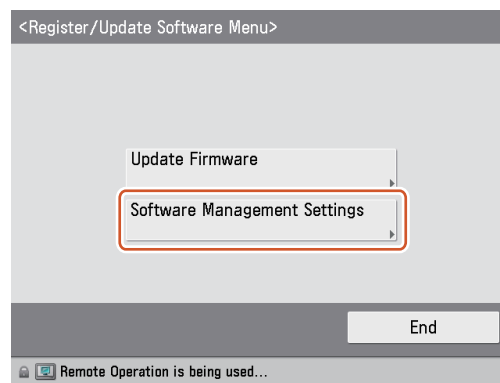 <Register/Update Software Menu>
Update Firmware
Software Management Settings
End
Remote Operation is being used...